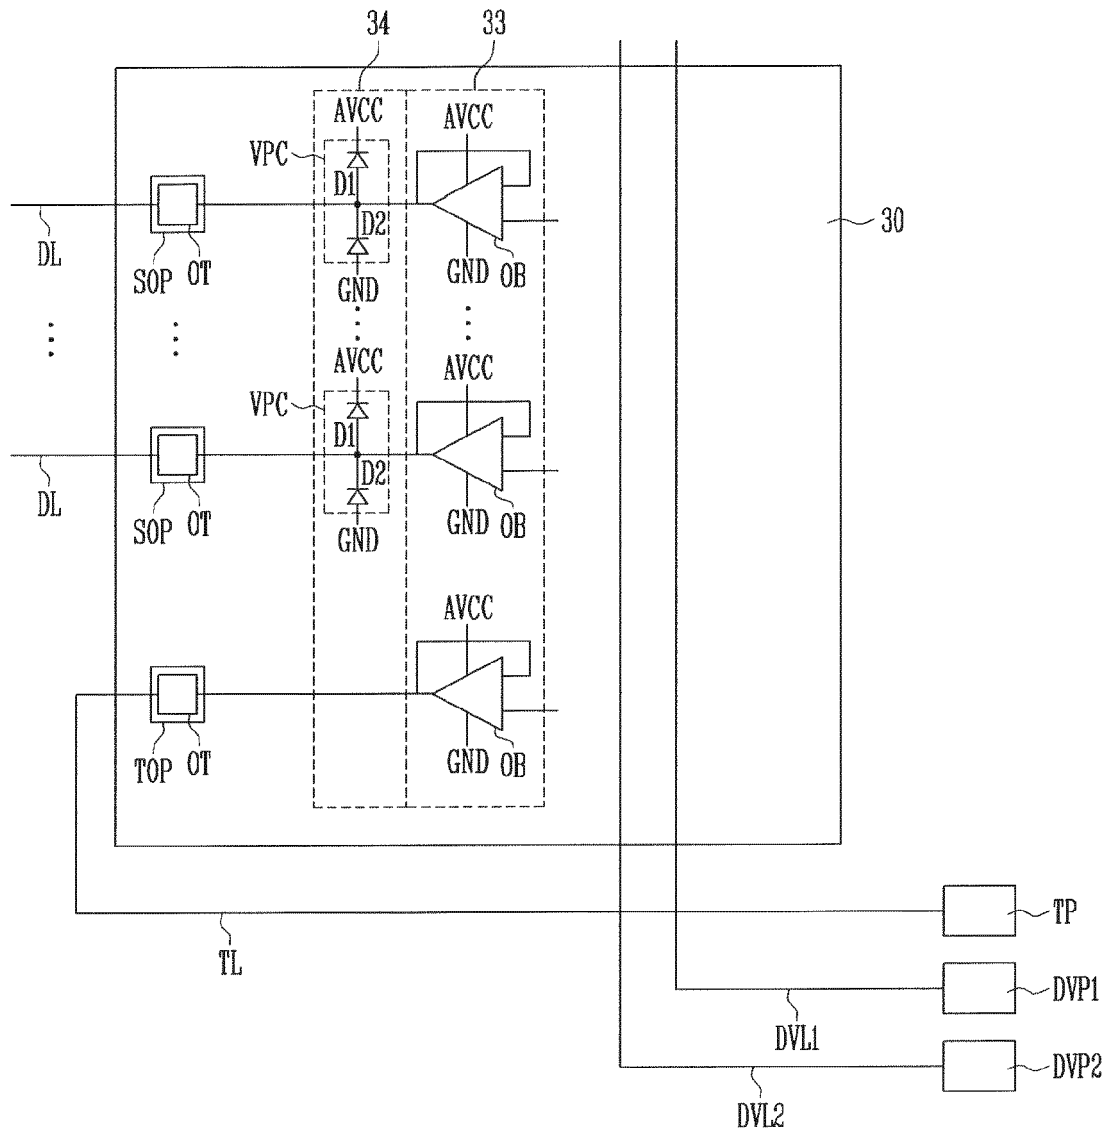 34
33
AVCC
AVCC
VPC
D1
D2
30
DL
SOP
OT
GND
GND
OB
AVCC
AVCC
VPC
D1
D2
DL
SOP
OT
GND
GND
OB
AVCC
TOP
OT
GND
OB
TP
TL
DVP1
DVL1
DVP2
DVL2